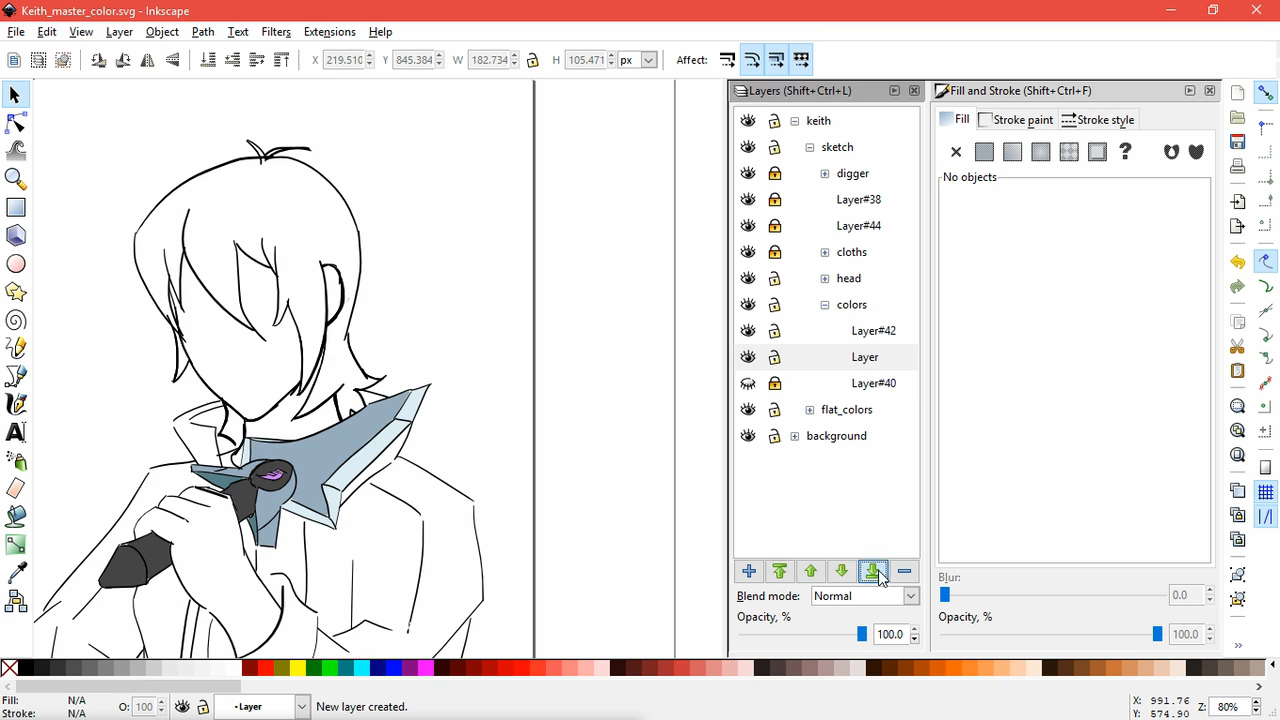 Keith_master_color.svg - Inkscape
File Edit View Layer Object Path Text Filters Extensions Help
X 219.510 Y 845.384 W 182.734 H 105.471 px Affect:
Layers (Shift+Ctrl+L) Fill and Stroke (Shift+Ctrl+F)
keith
sketch
digger
Layer#38
Layer#44
cloths
head
colors
Layer#42
Layer
Layer#40
flat_colors
background
Fill Stroke paint Stroke style
?
No objects
Blend mode: Normal
Opacity, %
100.0
Blur:
0.0
Opacity, %
100.0
Fill: N/A
Stroke: N/A
O: 100
-Layer
New layer created.
X: 991.76
Y: 574.90
Z: 80%